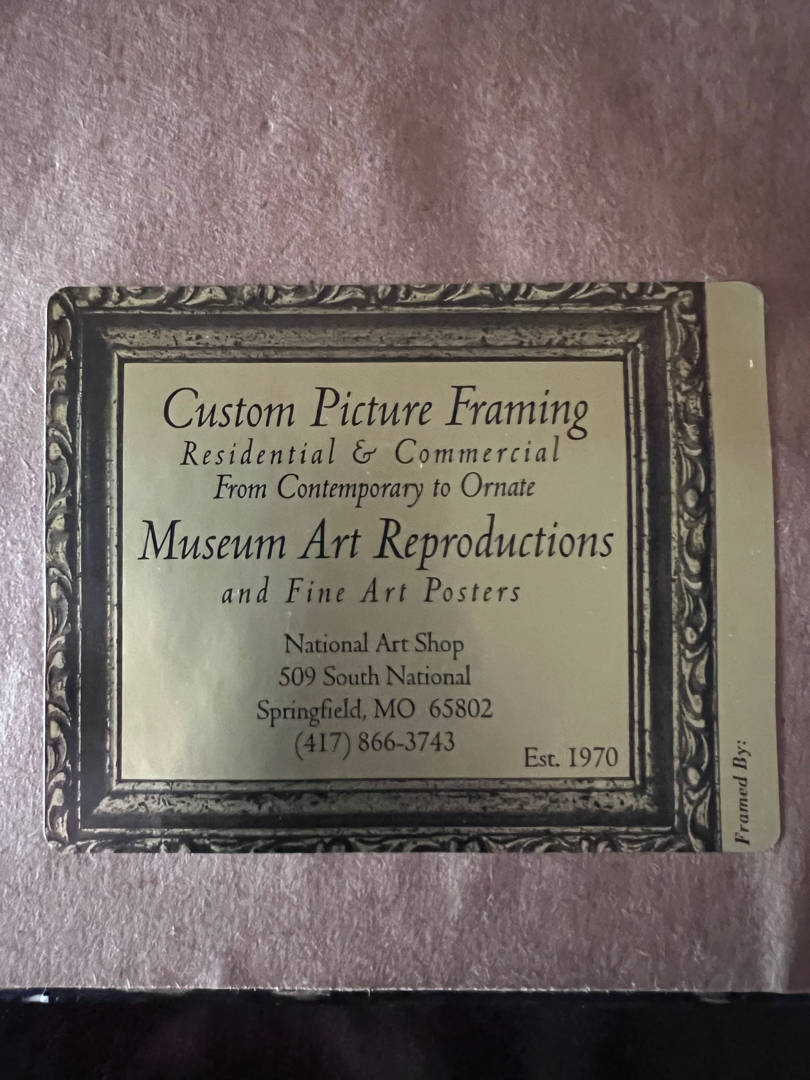 Custom Picture Framing
Residential & Commercial
From Contemporary to Ornate
Museum Art Reproductions
and Fine Art Posters
National Art Shop
509 South National
Springfield, MO 65802
(417) 866-3743
Est. 1970
Framed By: